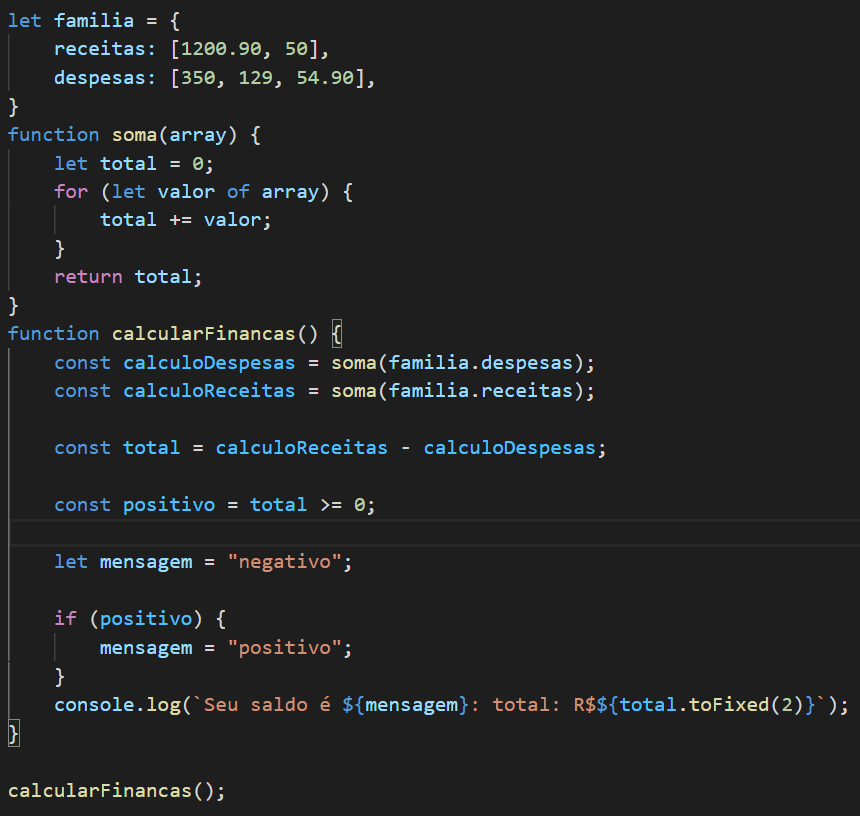 let familia = {
    receitas: [1200.90, 50],
    despesas: [350, 129, 54.90],
}
function soma(array) {
    let total = 0;
    for (let valor of array) {
        total += valor;
    }
    return total;
}
function calcularFinancas() {
    const calculoDespesas = soma(familia.despesas);
    const calculoReceitas = soma(familia.receitas);

    const total = calculoReceitas - calculoDespesas;

    const positivo = total >= 0;

    let mensagem = "negativo";

    if (positivo) {
        mensagem = "positivo";
    }
    console.log(`Seu saldo é ${mensagem}: total: R$${total.toFixed(2)}`);
}

calcularFinancas();